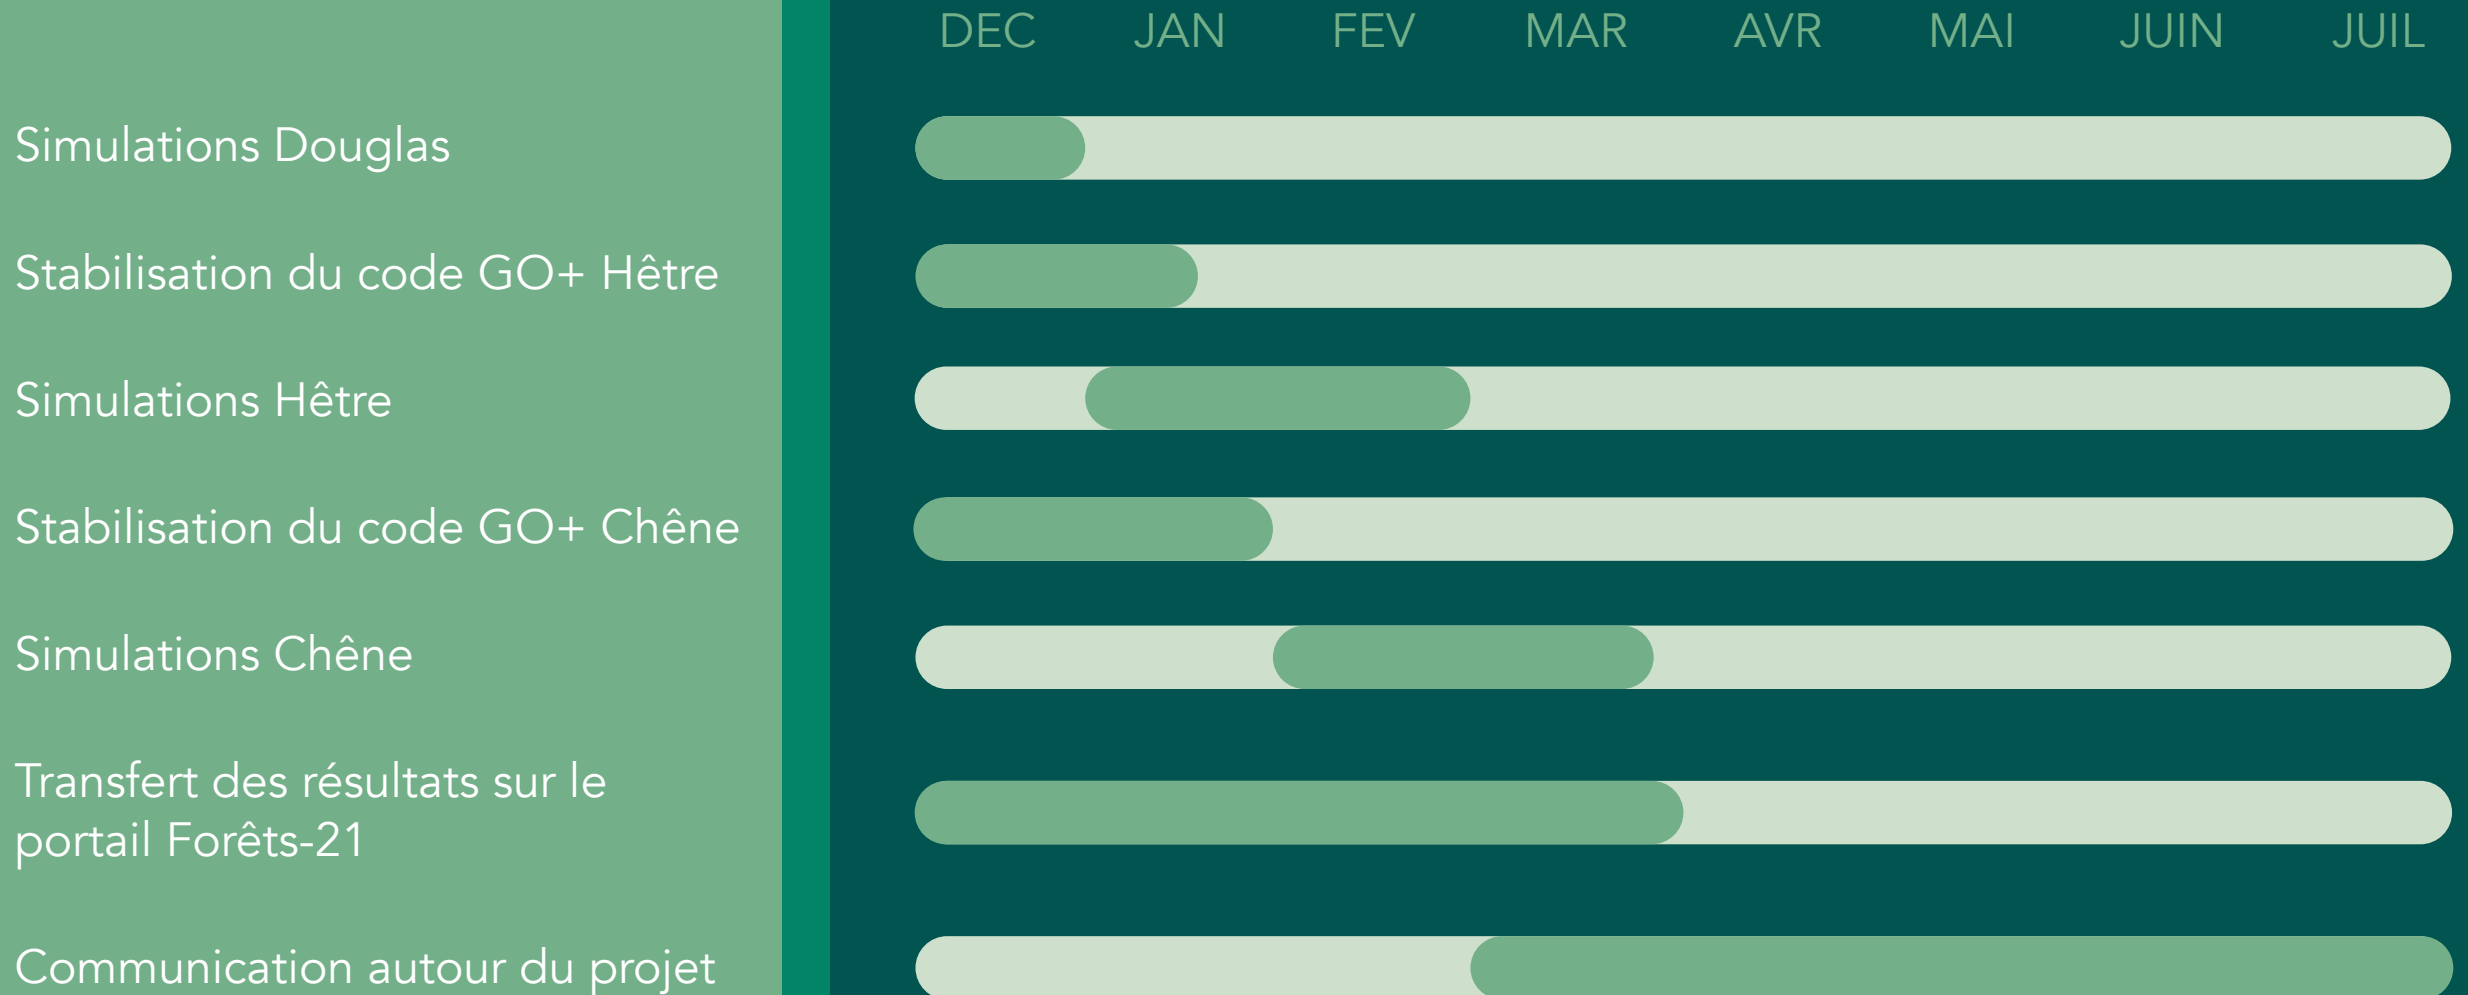 DEC JAN FEV MAR AVR MAI JUIN JUIL
Simulations Douglas
Stabilisation du code GO+ Hêtre
Simulations Hêtre
Stabilisation du code GO+ Chêne
Simulations Chêne
Transfert des résultats sur le
portail Forêts-21
Communication autour du projet